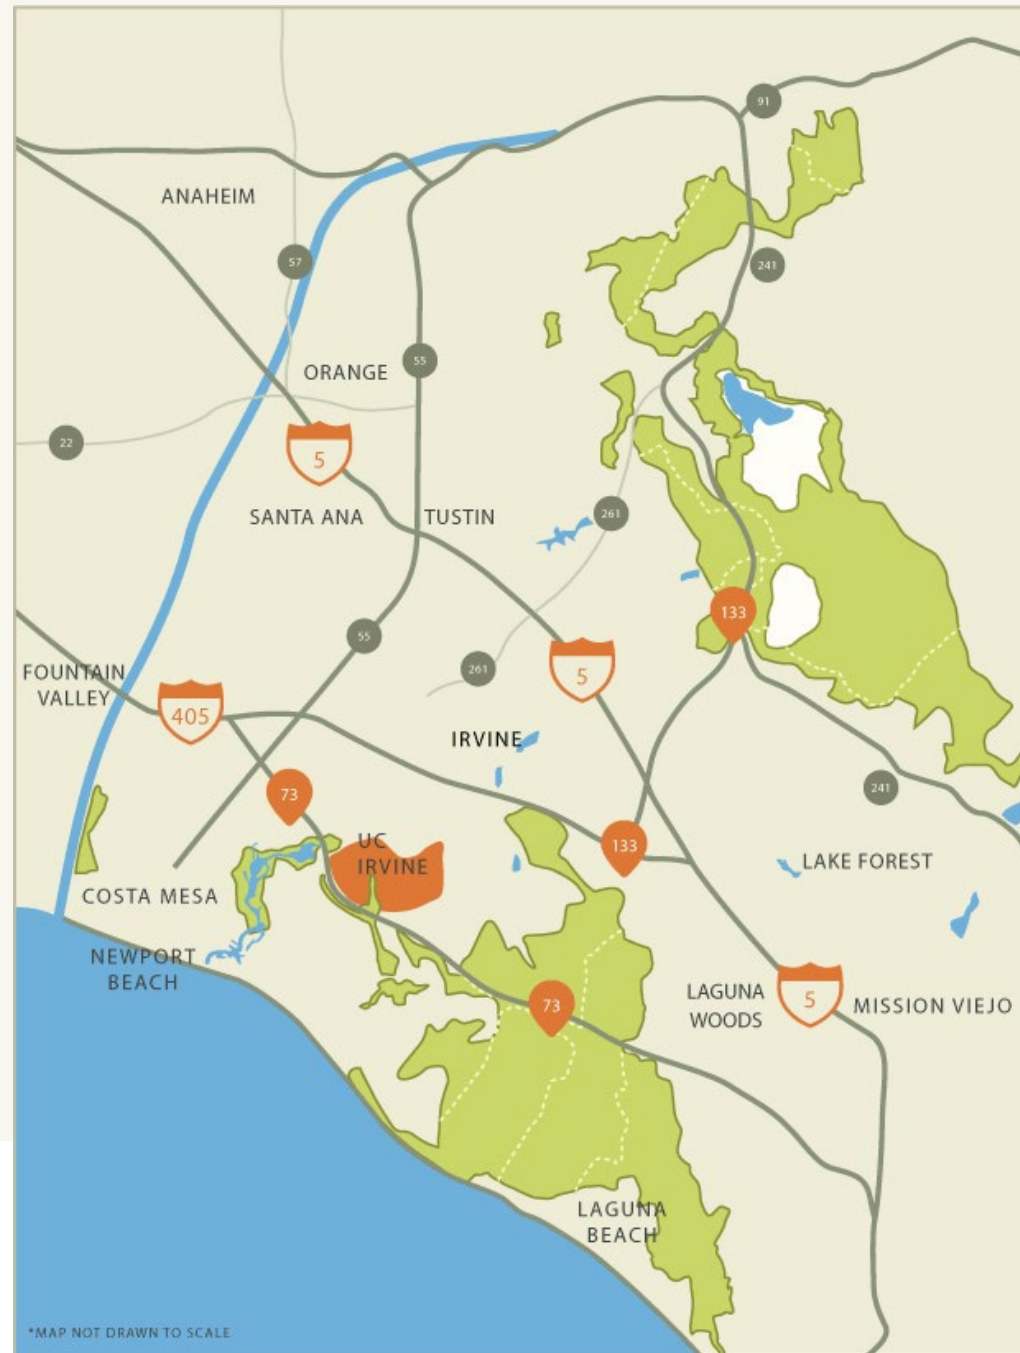 91
ANAHEIM
57
241
ORANGE
55
22
5
SANTA ANA
TUSTIN
261
133
55
FOUNTAIN
VALLEY
261
5
405
IRVINE
73
241
133
UC
IRVINE
LAKE FOREST
COSTA MESA
NEWPORT
BEACH
73
LAGUNA
WOODS
5
MISSION VIEJO
LAGUNA
BEACH
*MAP NOT DRAWN TO SCALE